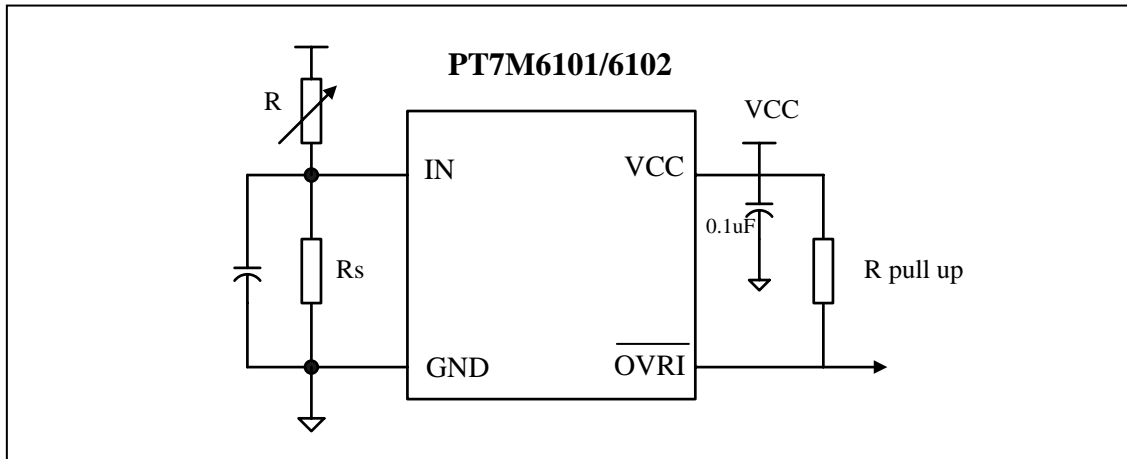 PT7M6101/6102
R
VCC
IN
VCC
0.1uF
Rs
R pull up
GND
OVRI